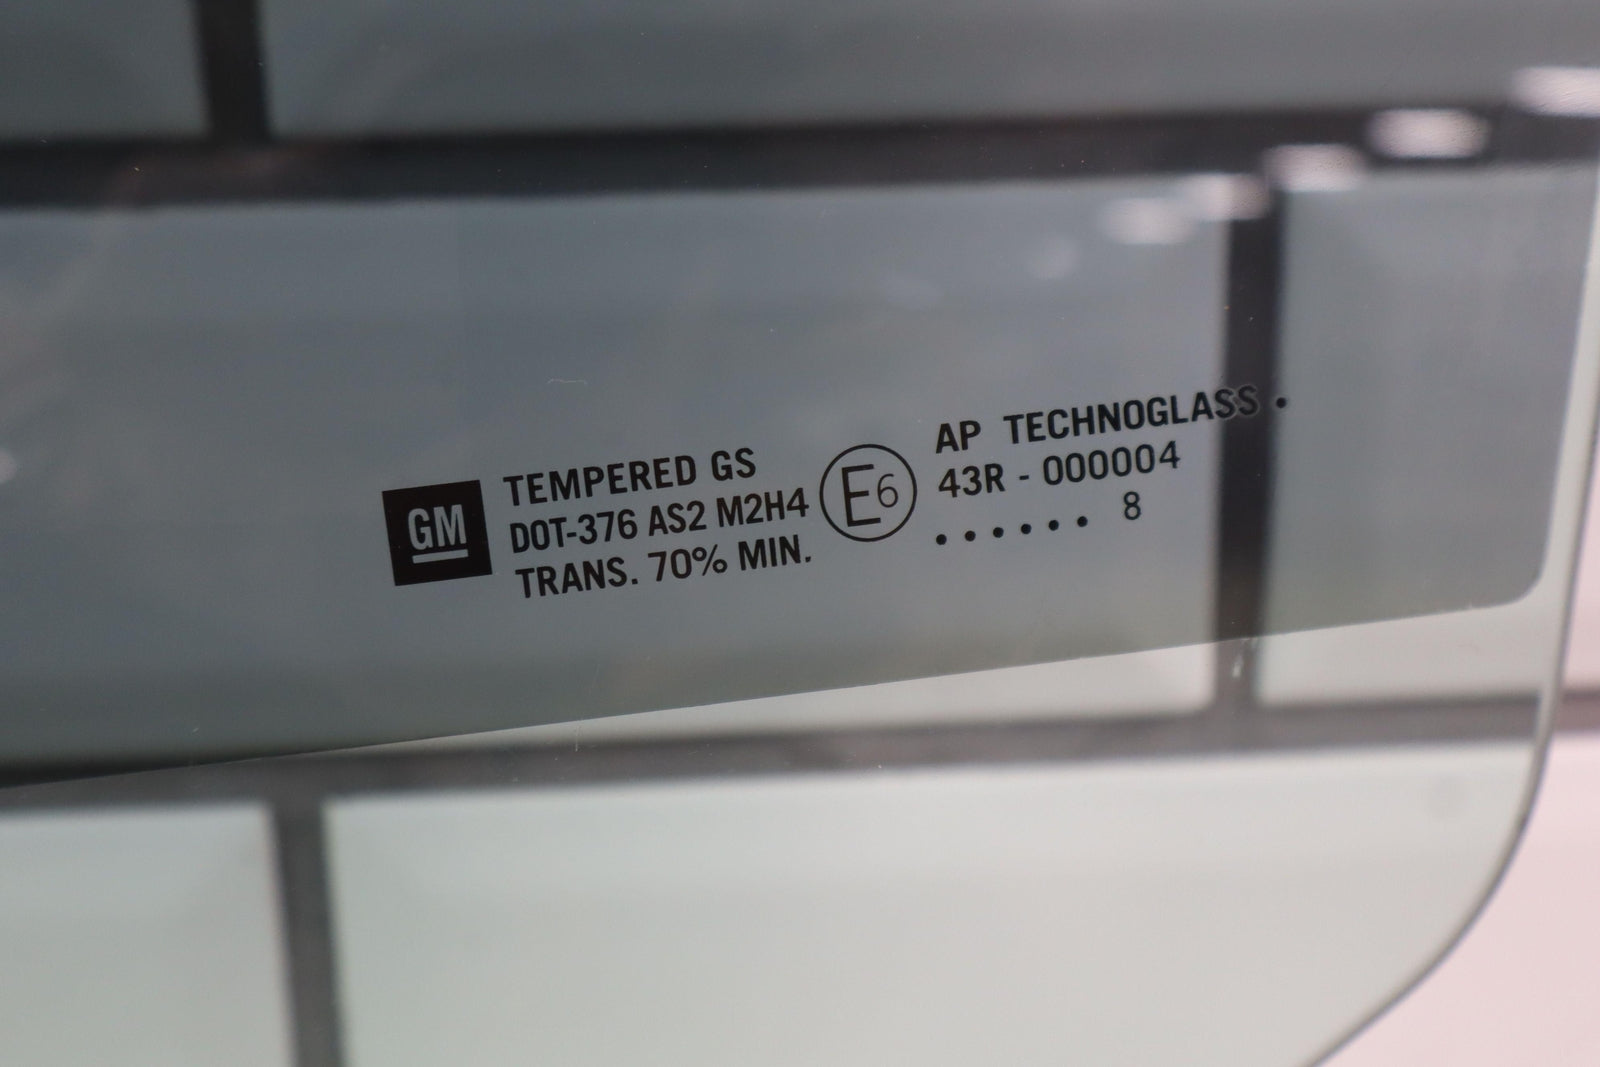 GM
TEMPERED GS
DOT-376 AS2 M2H4
TRANS. 70% MIN.
E6
AP TECHNOGLASS .
43R - 000004
. . . . . . 8